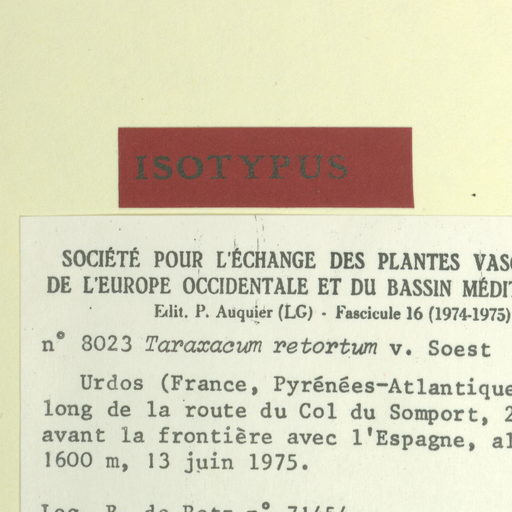 ISOTYPUS
SOCIÉTÉ POUR L'ÉCHANGE DES PLANTES
DE L'EUROPE OCCIDENTALE ET DU BASSIN
Edit. P. Auquier (LG) - Fascicule 16 (1974-1975)
n° 8023 Taraxacum retortum v. Soest
Urdos (France, Pyrénées-Atlantique
long de la route du Col du Somport, 2
avant la frontière avec l'Espagne, al
1600 m, 13 juin 1975.